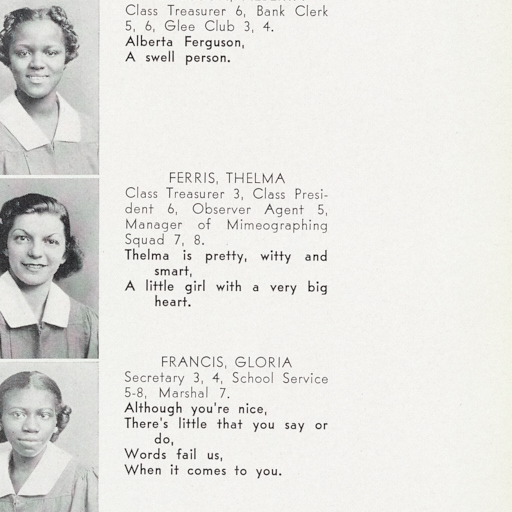 Class Treasurer 6, Bank Clerk
5, 6, Glee Club 3, 4.
Alberta Ferguson,
A swell person.
FERRIS, THELMA
Class Treasurer 3, Class Presi-
dent 6, Observer Agent 5,
Manager of Mimeographing
Squad 7, 8.
Thelma is pretty, witty and
smart,
A little girl with a very big
heart.
FRANCIS, GLORIA
Secretary 3, 4, School Service
5-8, Marshal 7.
Although you're nice,
There's little that you say or
do,
Words fail us,
When it comes to you.